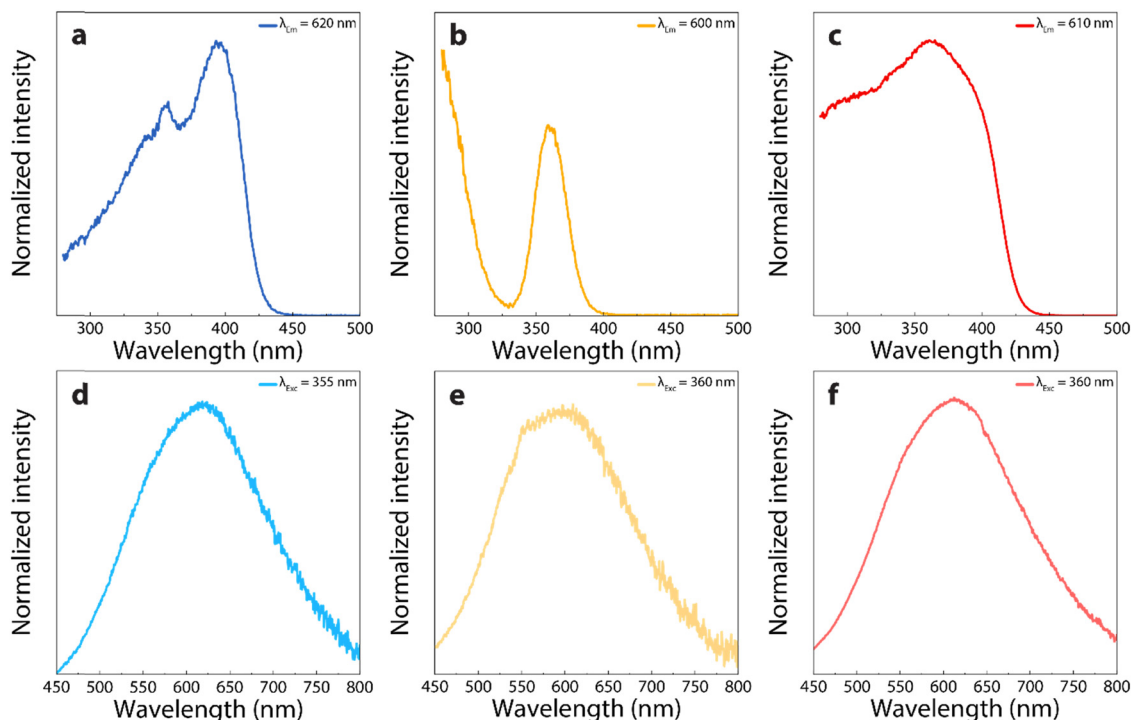 a
λEm = 620 nm
b
λEm = 600 nm
c
λEm = 610 nm
Normalized intensity
Normalized intensity
Normalized intensity
300 350 400 450 500
300 350 400 450 500
300 350 400 450 500
Wavelength (nm)
Wavelength (nm)
Wavelength (nm)
d
λExc = 355 nm
e
λExc = 360 nm
f
λExc = 360 nm
Normalized intensity
Normalized intensity
Normalized intensity
450 500 550 600 650 700 750 800
450 500 550 600 650 700 750 800
450 500 550 600 650 700 750 800
Wavelength (nm)
Wavelength (nm)
Wavelength (nm)